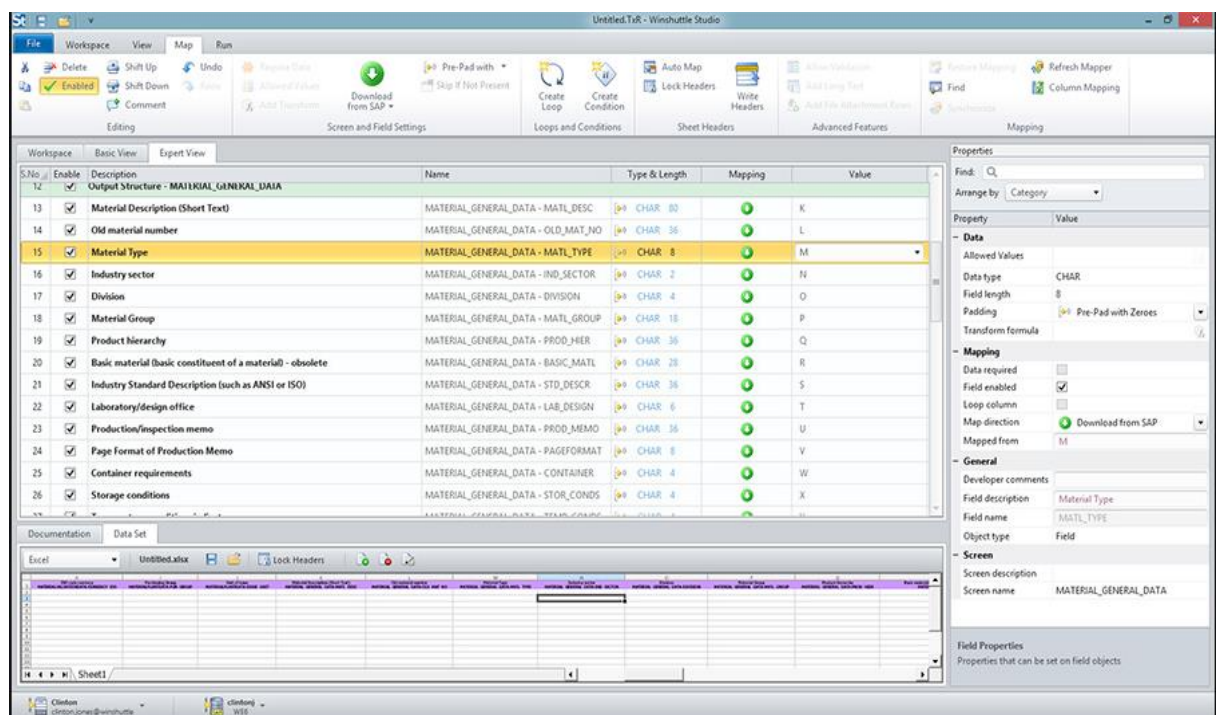 St Untitled.TxR - Winshuttle Studio
File Workspace View Map Run
Delete Shift Up Undo Pre-Pad with Auto Map Refresh Mapper
Enabled Shift Down Skip If Not Present Lock Headers Find Column Mapping
Comment Download from SAP Create Loop Create Condition Write Headers
Editing Screen and Field Settings Loops and Conditions Sheet Headers Advanced Features Mapping
Workspace Basic View Expert View
S.No Enable Description Name Type & Length Mapping Value
12 Output Structure - MATERIAL_GENERAL_DATA
13 Material Description (Short Text) MATERIAL_GENERAL_DATA - MATL_DESC CHAR 80 K
14 Old material number MATERIAL_GENERAL_DATA - OLD_MAT_NO CHAR 36 L
15 Material Type MATERIAL_GENERAL_DATA - MATL_TYPE CHAR 8 M
16 Industry sector MATERIAL_GENERAL_DATA - IND_SECTOR CHAR 2 N
17 Division MATERIAL_GENERAL_DATA - DIVISION CHAR 4 O
18 Material Group MATERIAL_GENERAL_DATA - MATL_GROUP CHAR 18 P
19 Product hierarchy MATERIAL_GENERAL_DATA - PROD_HIER CHAR 36 Q
20 Basic material (basic constituent of a material) - obsolete MATERIAL_GENERAL_DATA - BASIC_MATL CHAR 28 R
21 Industry Standard Description (such as ANSI or ISO) MATERIAL_GENERAL_DATA - STD_DESCR CHAR 36 S
22 Laboratory/design office MATERIAL_GENERAL_DATA - LAB_DESIGN CHAR 6 T
23 Production/inspection memo MATERIAL_GENERAL_DATA - PROD_MEMO CHAR 36 U
24 Page Format of Production Memo MATERIAL_GENERAL_DATA - PAGEFORMAT CHAR 8 V
25 Container requirements MATERIAL_GENERAL_DATA - CONTAINER CHAR 4 W
26 Storage conditions MATERIAL_GENERAL_DATA - STOR_CONDS CHAR 4 X
Documentation Data Set
Excel Untitled.xlsx Lock Headers
Sheet1
Properties
Find:
Arrange by Category
Property Value
Data
Allowed Values
Data type CHAR
Field length 8
Padding Pre-Pad with Zeroes
Transform formula
Mapping
Data required
Field enabled
Loop column
Map direction Download from SAP
Mapped from M
General
Developer comments
Field description Material Type
Field name MATL_TYPE
Object type Field
Screen
Screen description
Screen name MATERIAL_GENERAL_DATA
Field Properties
Properties that can be set on field objects
Clinton clintonj
clinton.jones@winshuttle